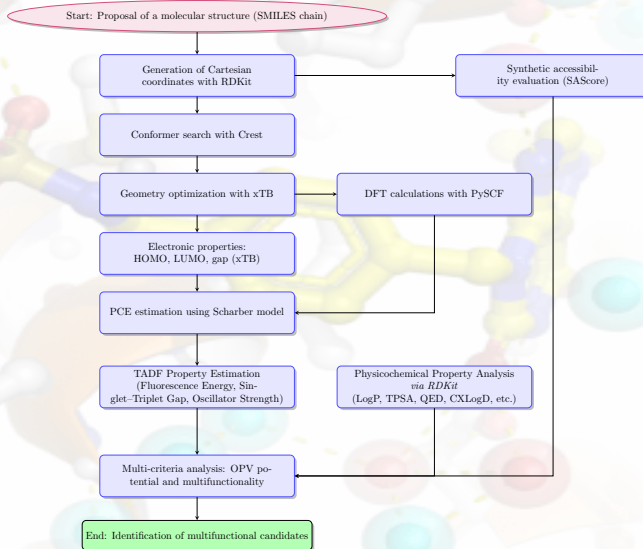 Start: Proposal of a molecular structure (SMILES chain)
Generation of Cartesian
coordinates with RDKit
Synthetic accessibil-
ity evaluation (SAScore)
Conformer search with Crest
Geometry optimization with xTB
DFT calculations with PySCF
Electronic properties:
HOMO, LUMO, gap (xTB)
PCE estimation using Scharber model
TADF Property Estimation
(Fluorescence Energy, Sin-
glet–Triplet Gap, Oscillator Strength)
Physicochemical Property Analysis
via RDKit
(LogP, TPSA, QED, CXLogD, etc.)
Multi-criteria analysis: OPV po-
tential and multifunctionality
End: Identification of multifunctional candidates